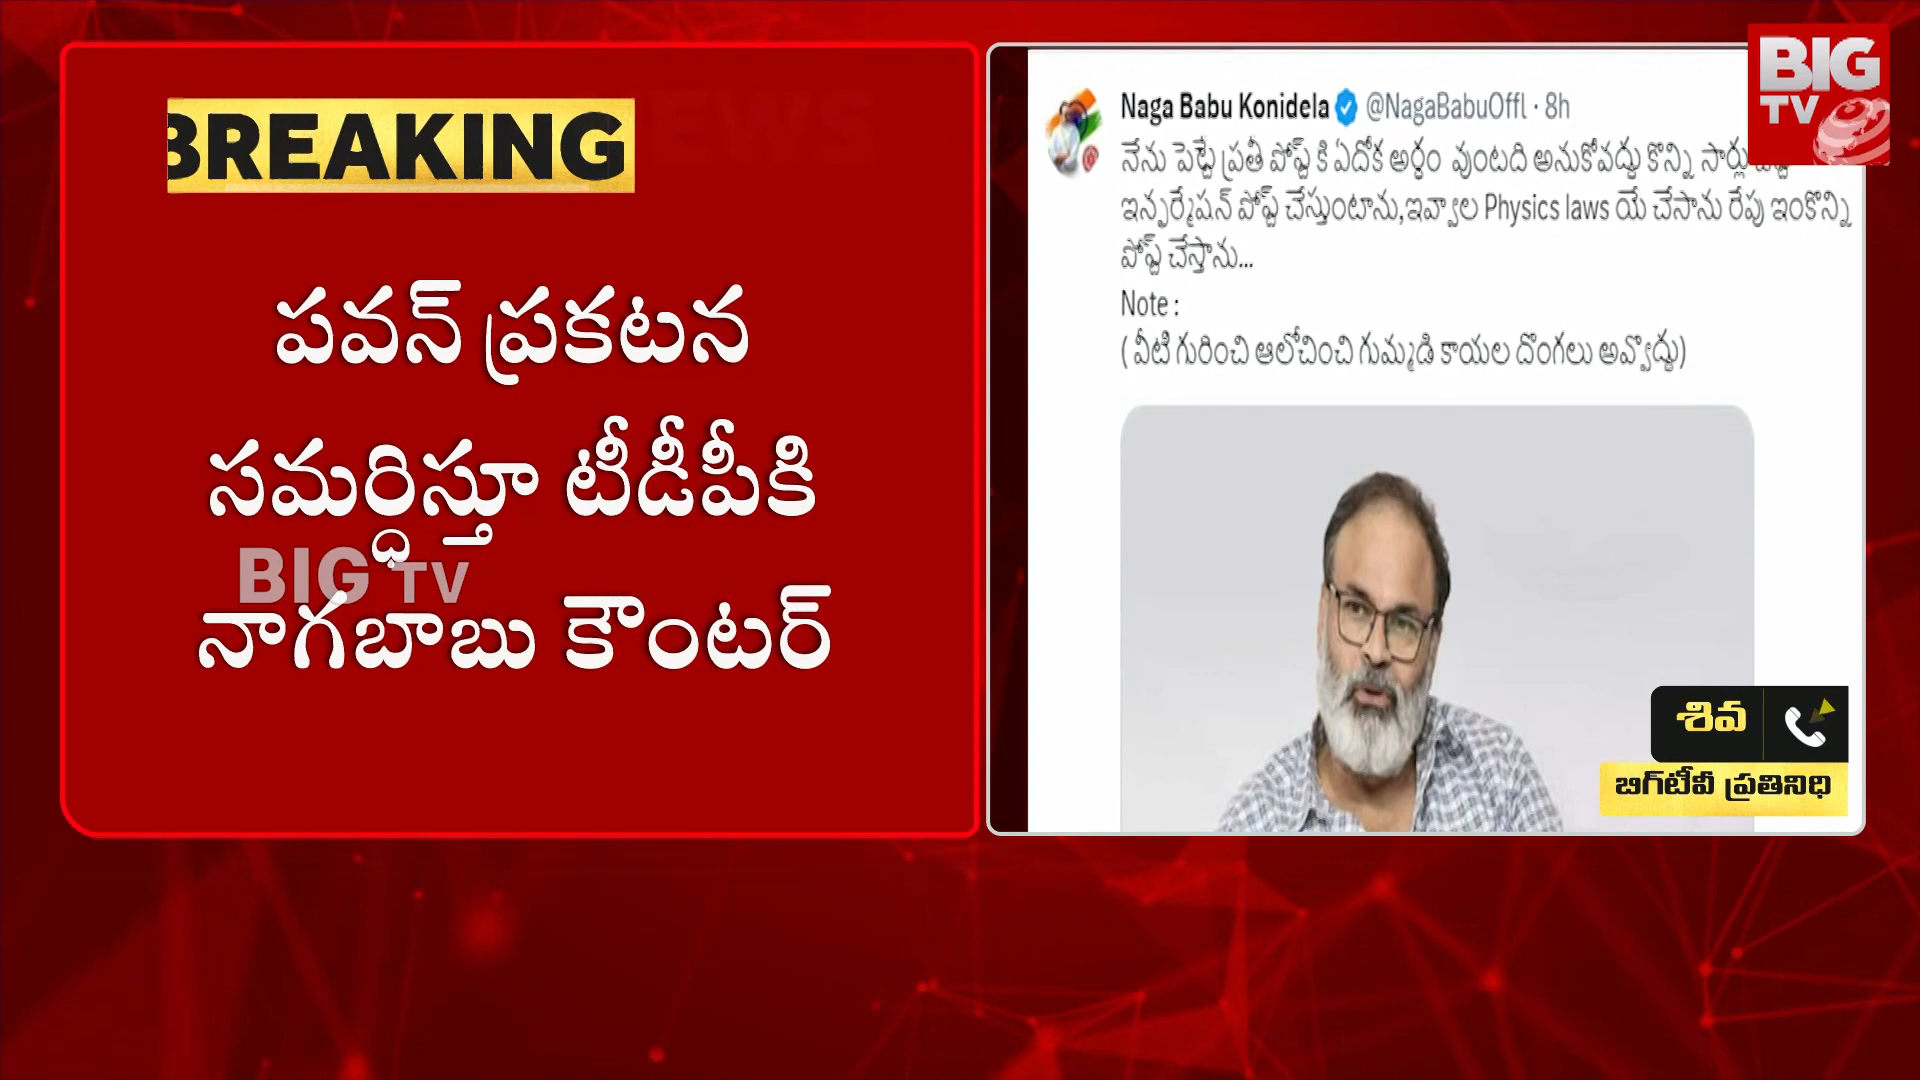 BREAKING
NEWS
పవన్ ప్రకటన
సమర్ధిస్తూ టీడీపీకి
BIG TV
నాగబాబు కౌంటర్
Naga Babu Konidela @NagaBabuOffl · 8h
నేను పెట్టే ప్రతీ పోస్ట్ కి ఏదోక అర్థం వుంటది అనుకోవద్దు కొన్ని సార్లు
ఇన్ఫర్మేషన్ పోస్ట్ చేస్తుంటాను,ఇవ్వాల Physics laws యే చేసాను రేపు ఇంకొన్ని
పోస్ట్ చేస్తాను...
Note :
( వీటి గురించి ఆలోచించి గుమ్మడి కాయల దొంగలు అవ్వొద్దు)
BIG
TV
శివ
బిగ్‌టీవీ ప్రతినిధి